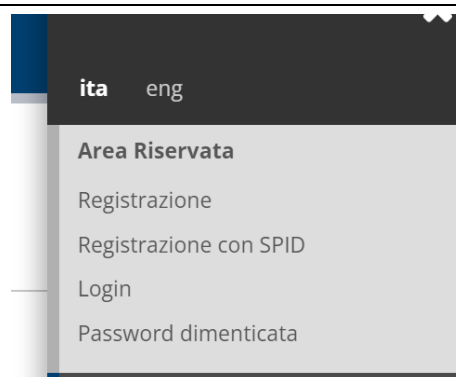 ita eng
Area Riservata
Registrazione
Registrazione con SPID
Login
Password dimenticata